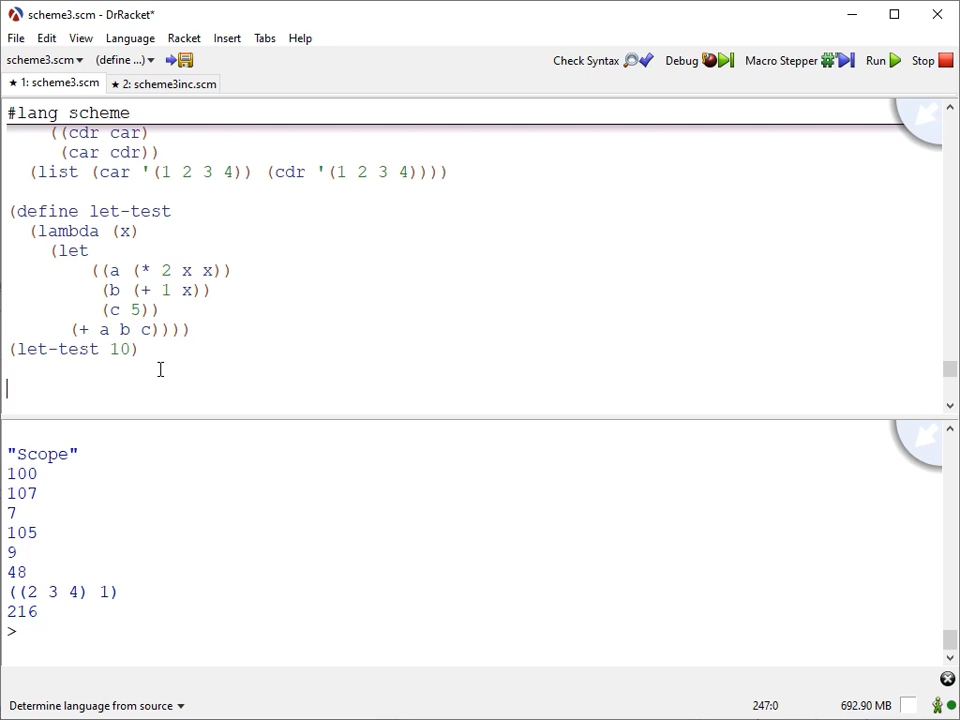 scheme3.scm - DrRacket*
File Edit View Language Racket Insert Tabs Help
scheme3.scm (define ...) Check Syntax Debug Macro Stepper Run Stop
★ 1: scheme3.scm ★ 2: scheme3inc.scm
#lang scheme
((cdr car)
(car cdr))
(list (car '(1 2 3 4)) (cdr '(1 2 3 4))))
(define let-test
(lambda (x)
(let
((a (* 2 x x))
(b (+ 1 x))
(c 5))
(+ a b c))))
(let-test 10)
"Scope"
100
107
7
105
9
48
((2 3 4) 1)
216
>
Determine language from source 247:0 692.90 MB